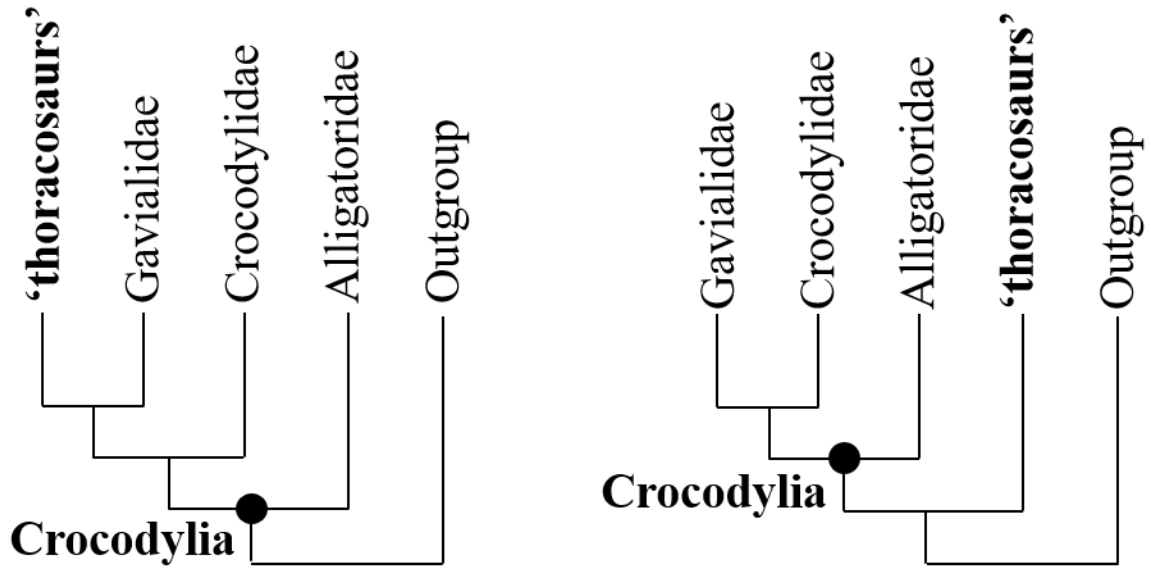 ‘thoracosaurs’
Gavialidae
Crocodylidae
Alligatoridae
Outgroup
Crocodylia
Gavialidae
Crocodylidae
Alligatoridae
‘thoracosaurs’
Outgroup
Crocodylia